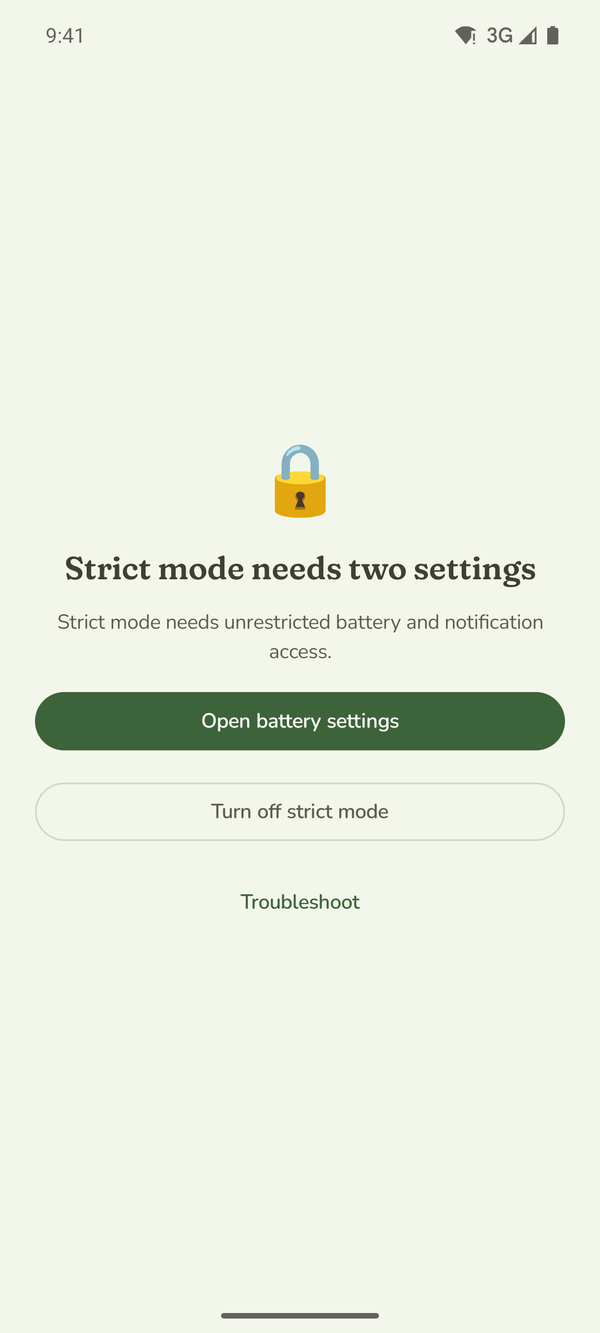 9:41
3G
Strict mode needs two settings
Strict mode needs unrestricted battery and notification
access.
Open battery settings
Turn off strict mode
Troubleshoot